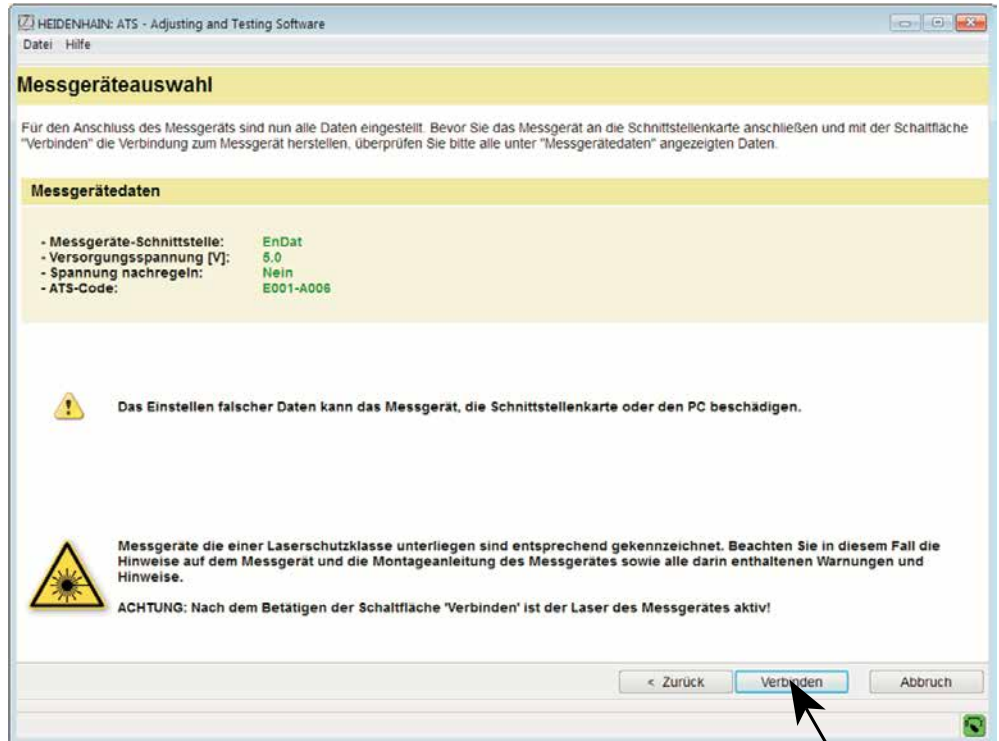 HEIDENHAIN: ATS - Adjusting and Testing Software
Datei Hilfe
Messgeräteauswahl
Für den Anschluss des Messgeräts sind nun alle Daten eingestellt. Bevor Sie das Messgerät an die Schnittstellenkarte anschließen und mit der Schaltfläche
"Verbinden" die Verbindung zum Messgerät herstellen, überprüfen Sie bitte alle unter "Messgerätedaten" angezeigten Daten.
Messgerätedaten
- Messgeräte-Schnittstelle: EnDat
- Versorgungsspannung [V]: 5.0
- Spannung nachregeln: Nein
- ATS-Code: E001-A006
Das Einstellen falscher Daten kann das Messgerät, die Schnittstellenkarte oder den PC beschädigen.
Messgeräte die einer Laserschutzklasse unterliegen sind entsprechend gekennzeichnet. Beachten Sie in diesem Fall die
Hinweise auf dem Messgerät und die Montageanleitung des Messgerätes sowie alle darin enthaltenen Warnungen und
Hinweise.
ACHTUNG: Nach dem Betätigen der Schaltfläche 'Verbinden' ist der Laser des Messgerätes aktiv!
< Zurück Verbinden Abbruch